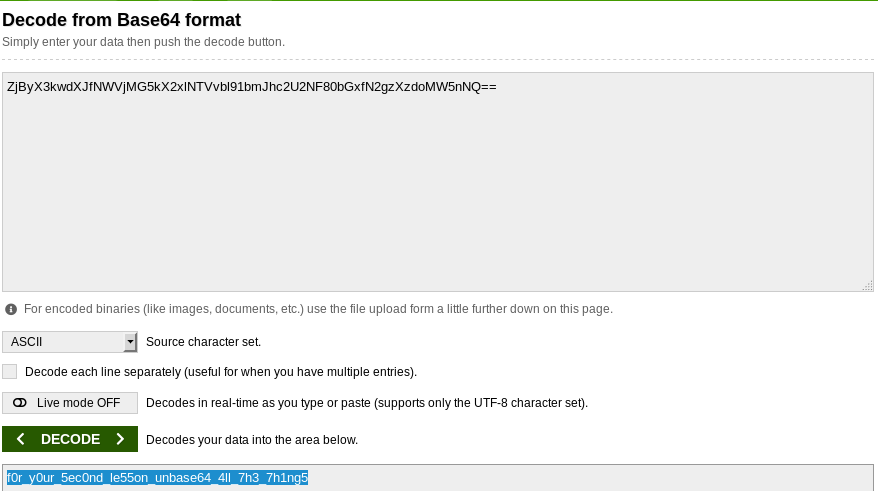 Decode from Base64 format
Simply enter your data then push the decode button.
ZjByX3kwdXJfNWVjMG5kX2xlNTVvbl91bmJhc2U2NF80bGxfN2gzXzdoMW5nNQ==
For encoded binaries (like images, documents, etc.) use the file upload form a little further down on this page.
ASCII Source character set.
Decode each line separately (useful for when you have multiple entries).
Live mode OFF Decodes in real-time as you type or paste (supports only the UTF-8 character set).
< DECODE > Decodes your data into the area below.
f0r_y0ur_5ec0nd_le55on_unbase64_4ll_7h3_7h1ng5